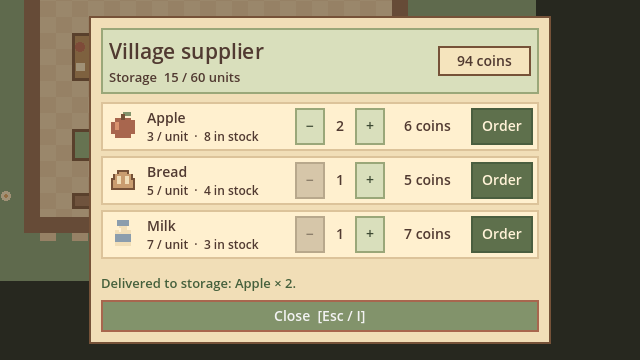 Village supplier
Storage  15 / 60 units
94 coins
Apple
3 / unit  ·  8 in stock
−
2
+
6 coins
Order
Bread
5 / unit  ·  4 in stock
−
1
+
5 coins
Order
Milk
7 / unit  ·  3 in stock
−
1
+
7 coins
Order
Delivered to storage: Apple × 2.
Close  [Esc / I]